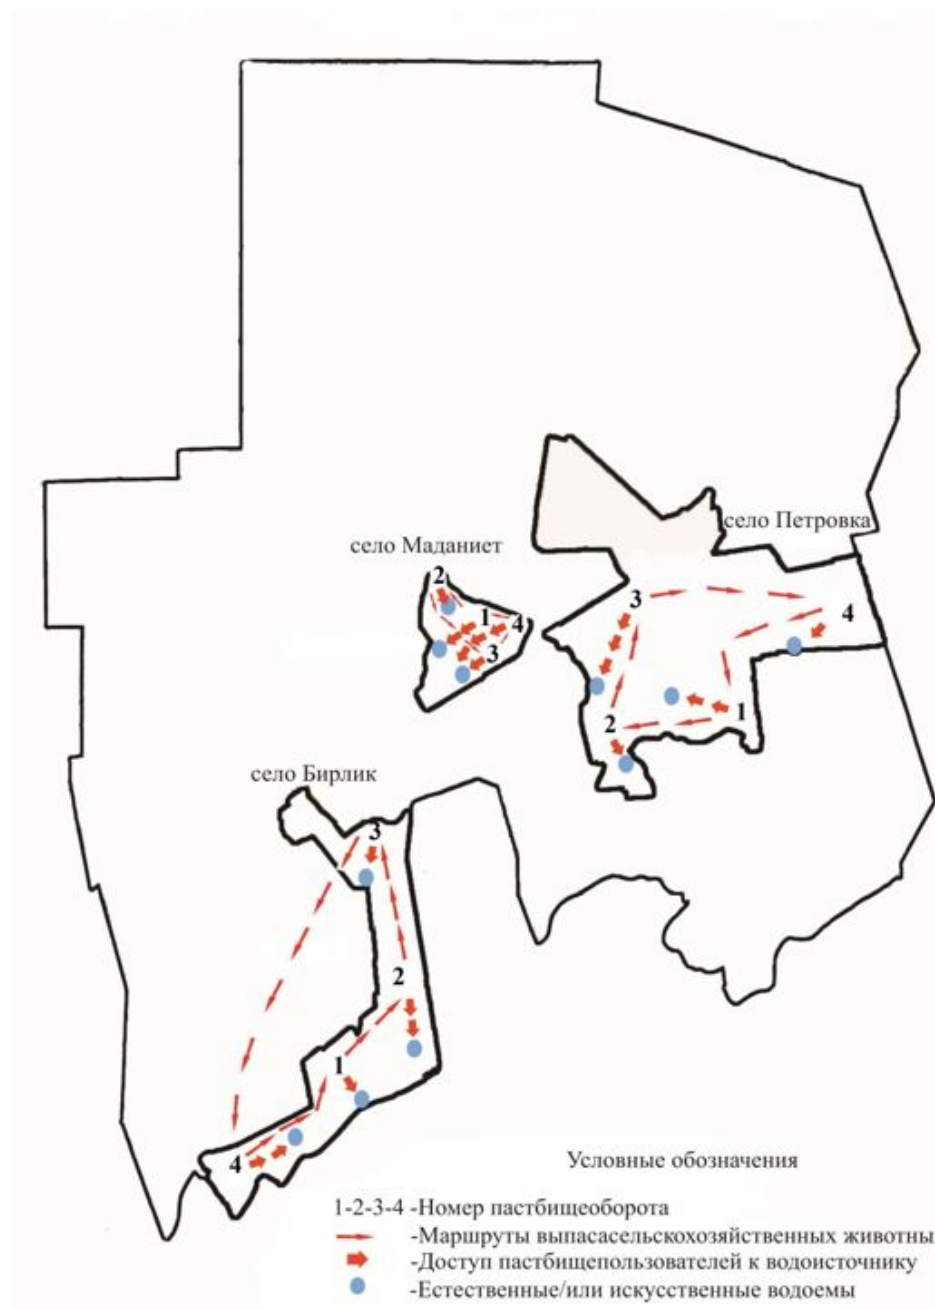 село Петровка
село Маданиет
2
1
4
3
3
4
2
1
село Бирлик
3
2
1
4
Условные обозначения
1-2-3-4 -Номер пастбищеоборота
-Маршруты выпасасельскохозяйственных животны
-Доступ пастбищепользователей к водоисточнику
-Естественные/или искусственные водоемы